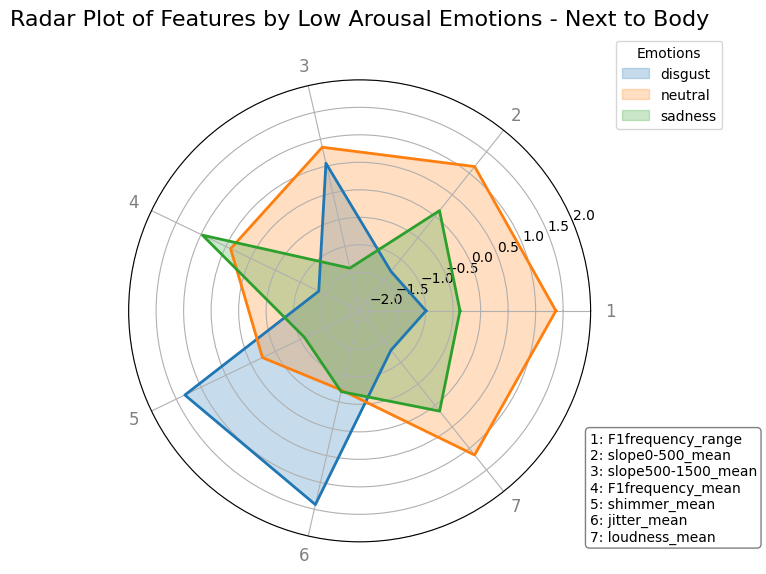 Radar Plot of Features by Low Arousal Emotions - Next to Body
Emotions
disgust
neutral
sadness
3
2
4
2.0
1.5
1.0
0.5
0.0
−0.5
−1.0
−1.5
−2.0
1
5
6
7
1: F1frequency_range
2: slope0-500_mean
3: slope500-1500_mean
4: F1frequency_mean
5: shimmer_mean
6: jitter_mean
7: loudness_mean